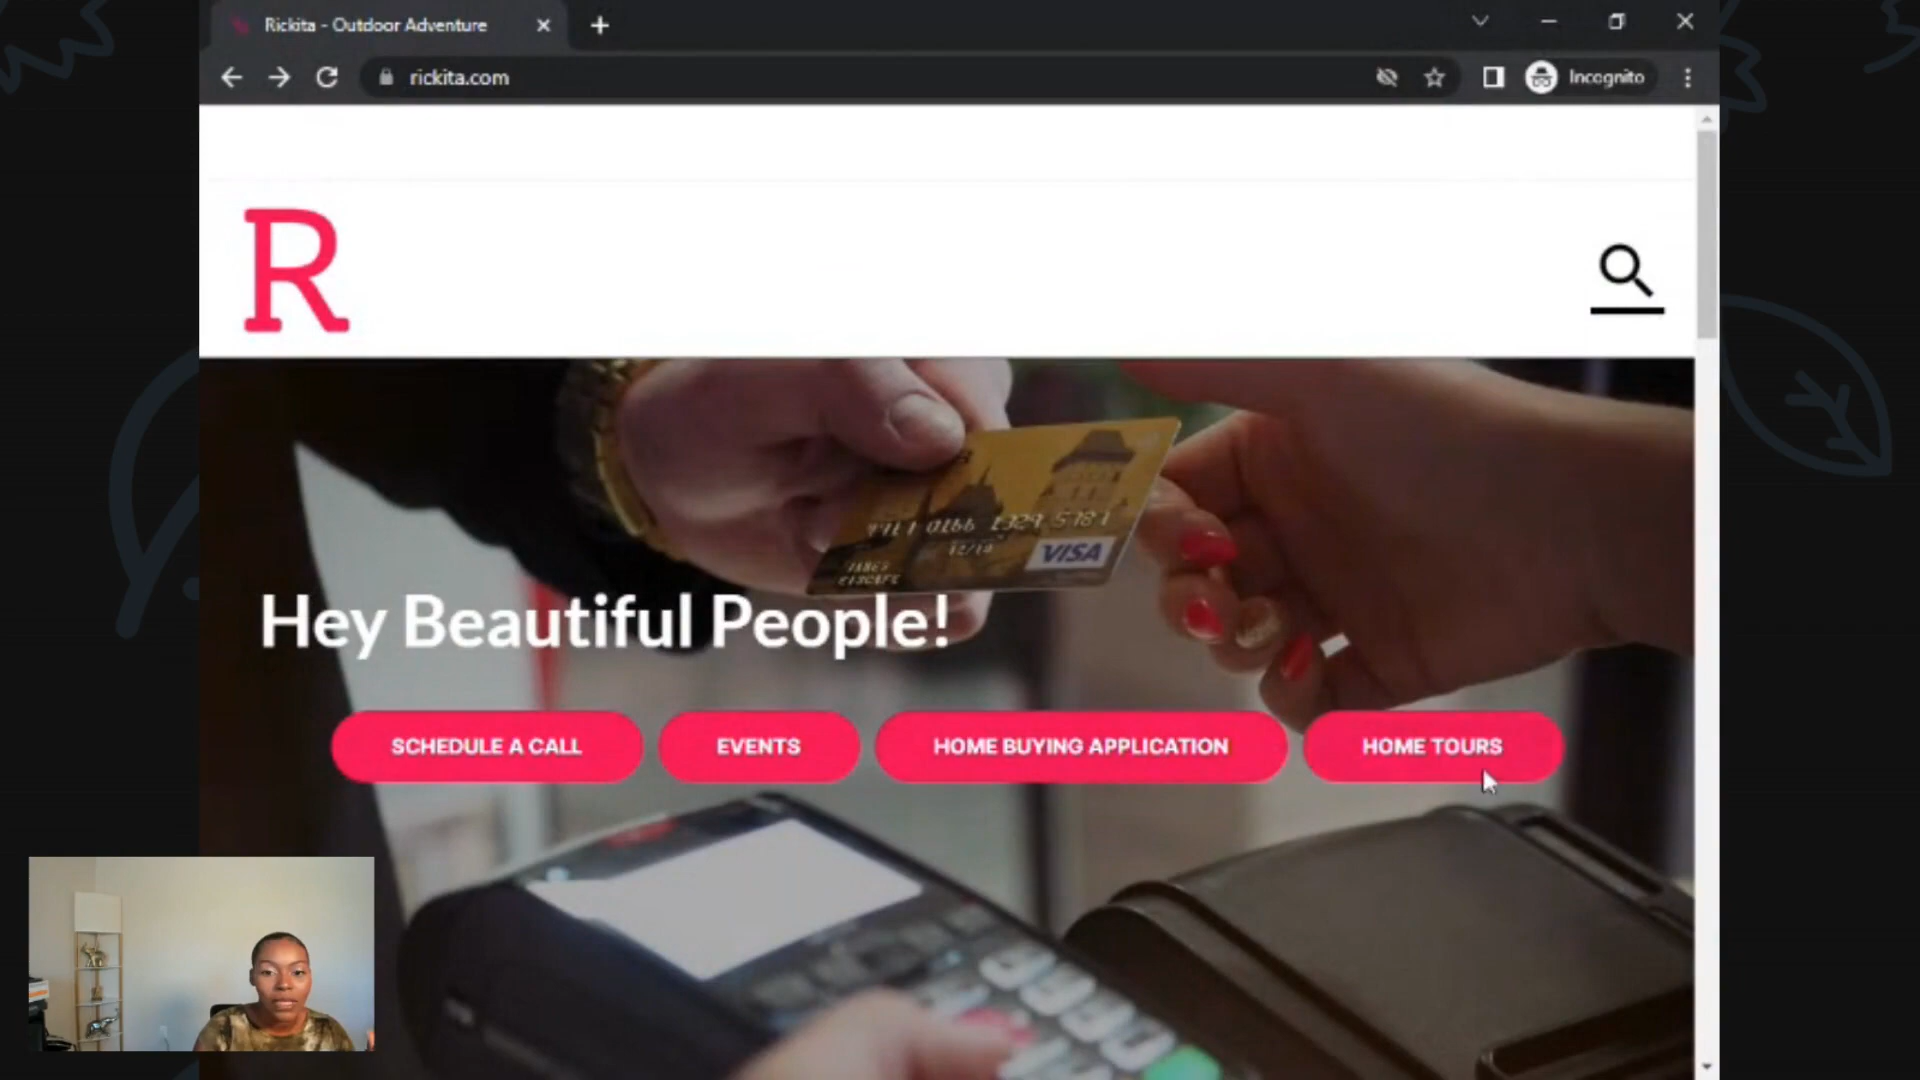 Rickita - Outdoor Adventure
rickita.com
Incognito
R
VISA
Hey Beautiful People!
SCHEDULE A CALL
EVENTS
HOME BUYING APPLICATION
HOME TOURS